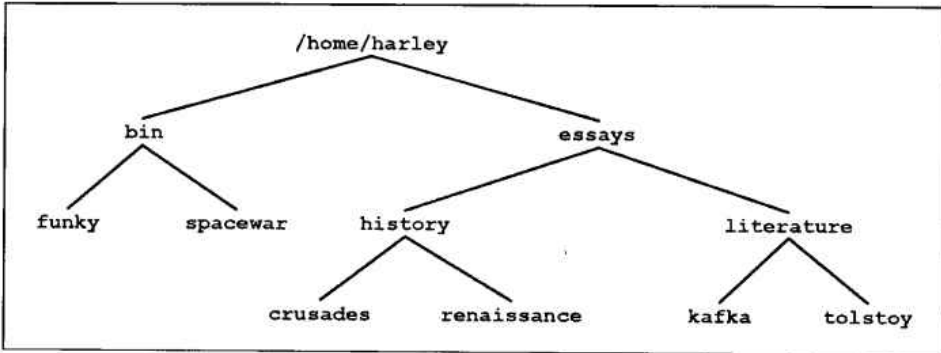 /home/harley
bin essays
funky spacewar history literature
crusades renaissance kafka tolstoy